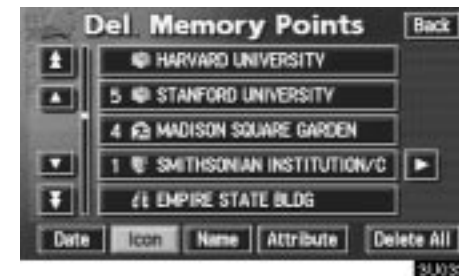 Del. Memory Points Back
HARVARD UNIVERSITY
5 STANFORD UNIVERSITY
4 MADISON SQUARE GARDEN
1 SMITHSONIAN INSTITUTION/C
EMPIRE STATE BLDG
Date Icon Name Attribute Delete All